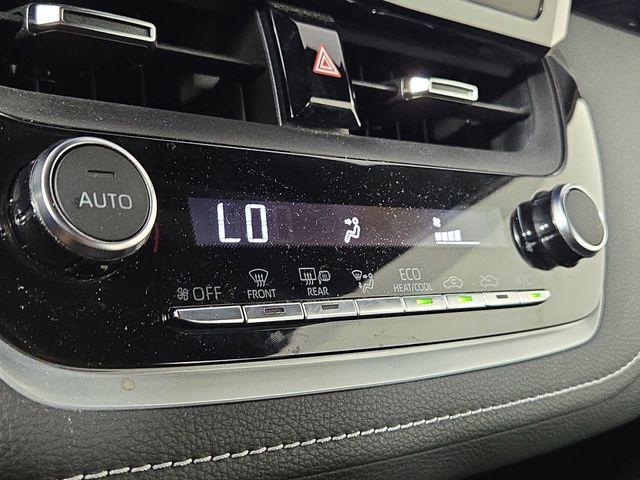 AUTO
LO
OFF
FRONT
REAR
ECO
HEAT/COOL
A/C